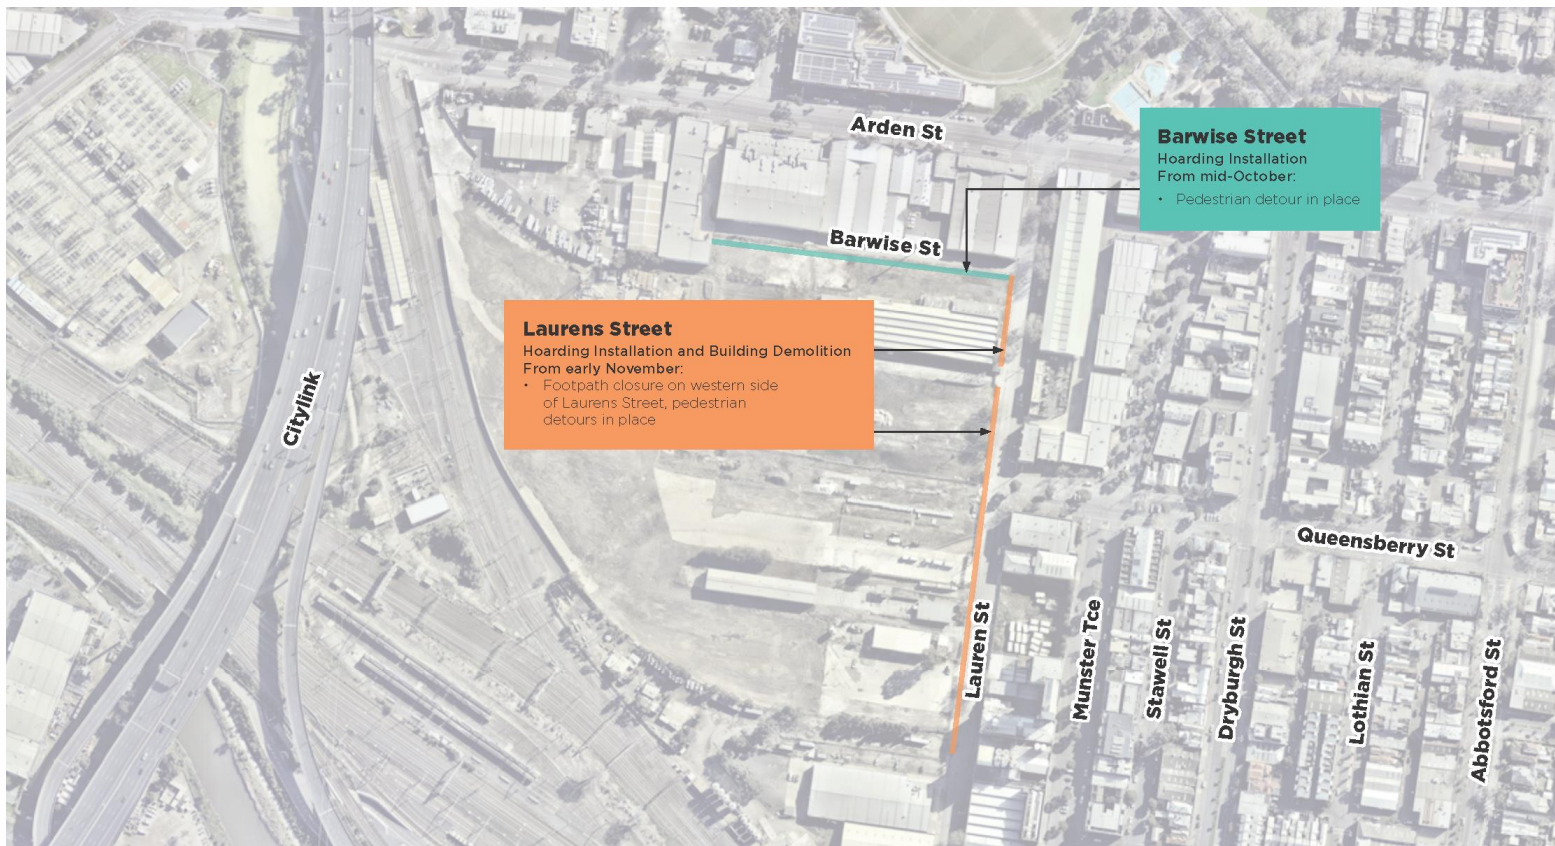 Arden St
Barwise Street
Hoarding Installation
From mid-October:
• Pedestrian detour in place
Barwise St
Laurens Street
Hoarding Installation and Building Demolition
From early November:
• Footpath closure on western side
of Laurens Street, pedestrian
detours in place
Citylink
Queensberry St
Lauren St
Munster Tce
Stawell St
Dryburgh St
Lothian St
Abbotsford St